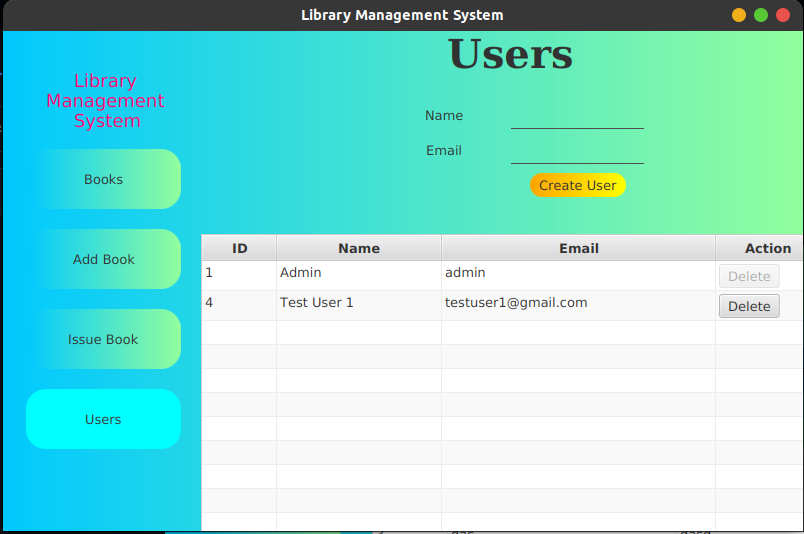 Library Management System
Users
Library
Management
System
Name
Email
Create User
Books
Add Book
Issue Book
Users
ID Name Email Action
1 Admin admin Delete
4 Test User 1 testuser1@gmail.com Delete